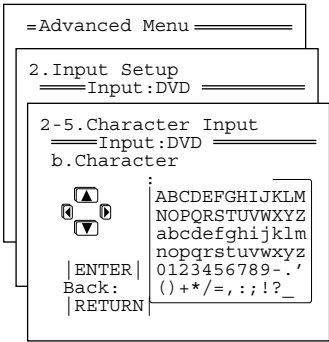 =Advanced Menu
2.Input Setup
Input:DVD
2-5.Character Input
Input:DVD
b.Character
:
ABCDEFGHIJKLM
NOPQRSTUVWXYZ
abcdefghijklm
nopqrstuvwxyz
|ENTER| 0123456789-.’
Back: ()+*/=,:;!?_
|RETURN|